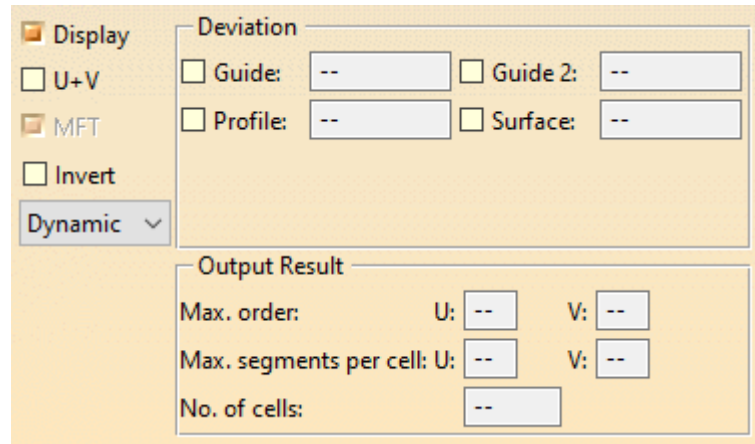 Display
U+V
MFT
Invert
Dynamic
Deviation
Guide: -- Guide 2: --
Profile: -- Surface: --
Output Result
Max. order: U: -- V: --
Max. segments per cell: U: -- V: --
No. of cells: --